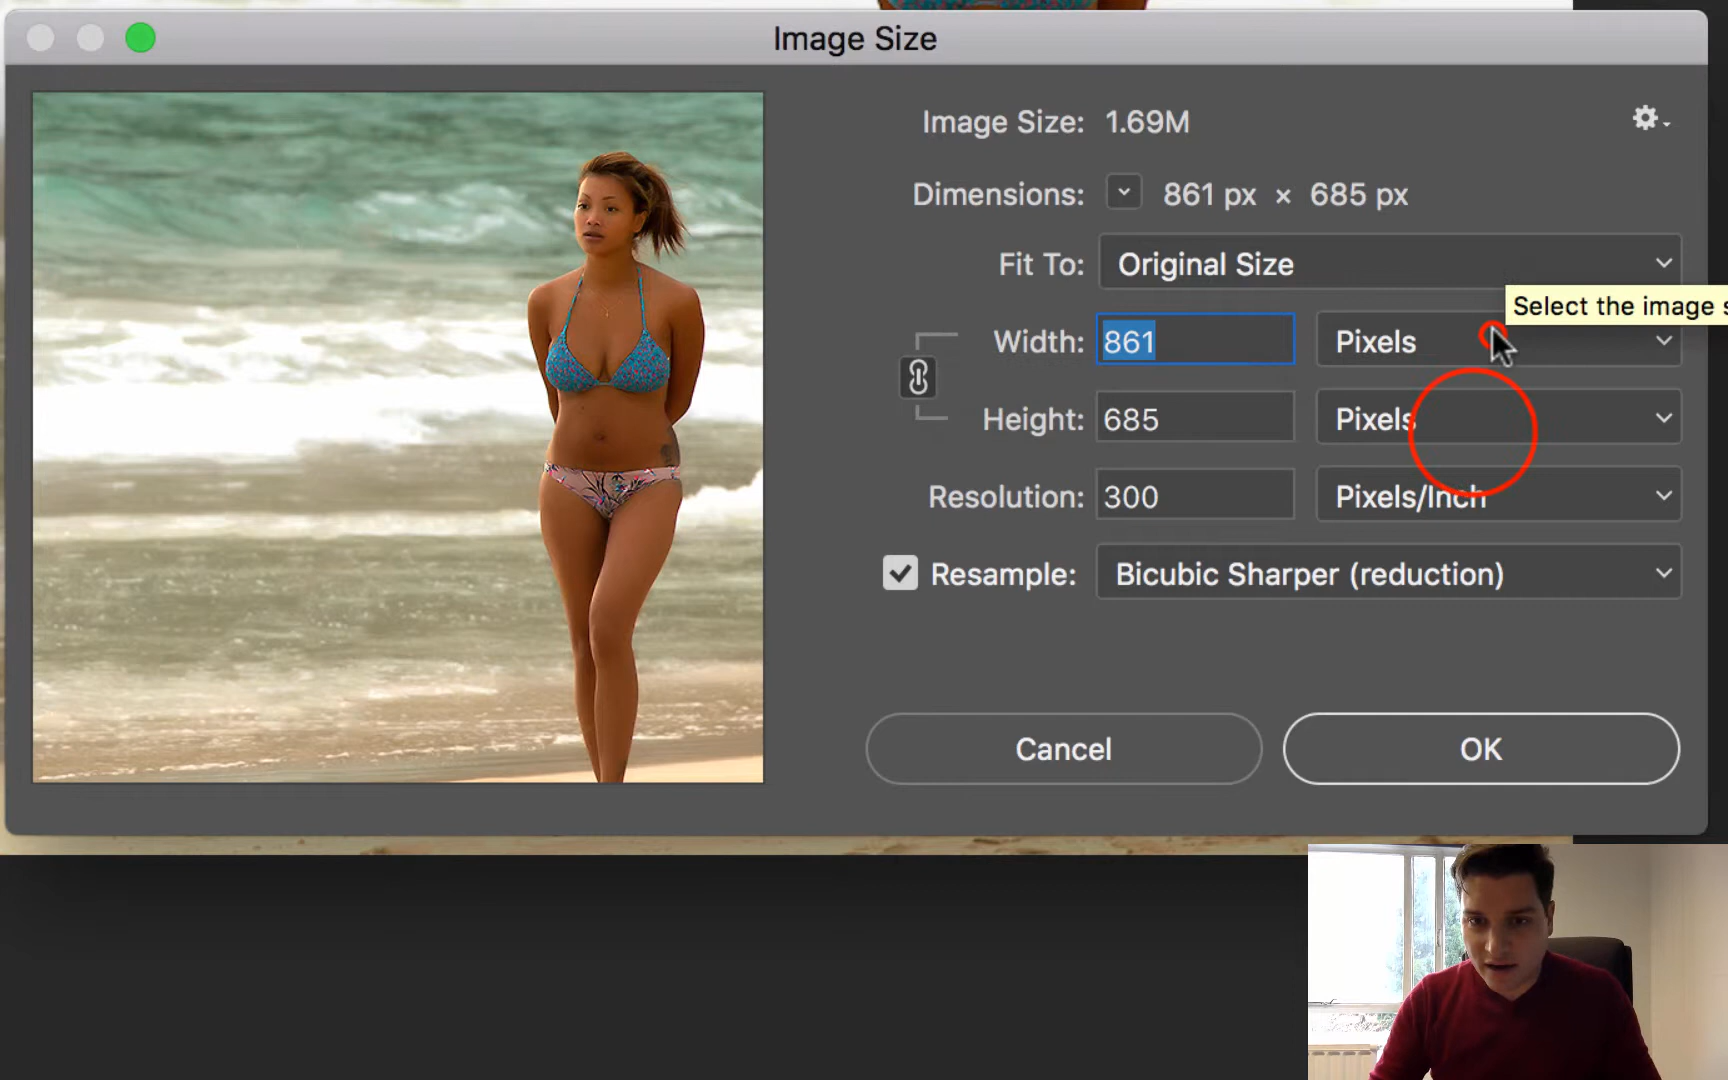 Image Size
Image Size: 1.69M
Dimensions: 861 px × 685 px
Fit To: Original Size
Select the image s
Width: 861 Pixels
Height: 685 Pixels
Resolution: 300 Pixels/Inch
Resample: Bicubic Sharper (reduction)
Cancel OK